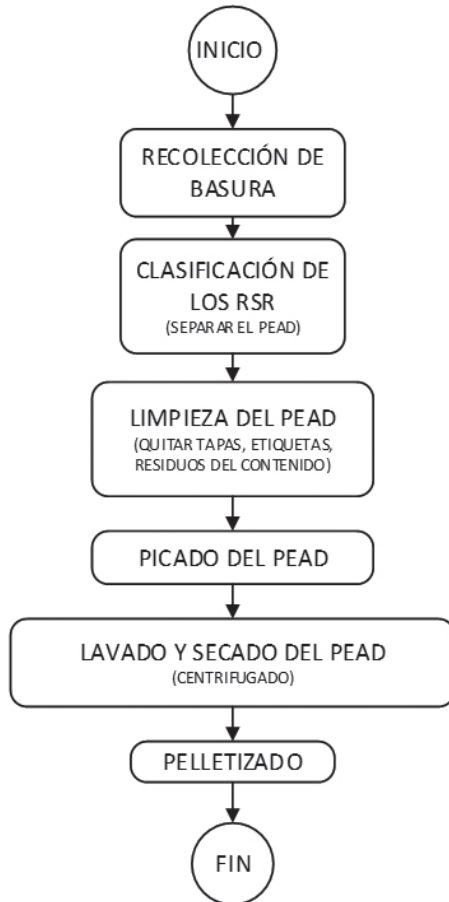 INICIO
RECOLECCIÓN DE
BASURA
CLASIFICACIÓN DE
LOS RSR
(SEPARAR EL PEAD)
LIMPIEZA DEL PEAD
(QUITAR TAPAS, ETIQUETAS,
RESIDUOS DEL CONTENIDO)
PICADO DEL PEAD
LAVADO Y SECADO DEL PEAD
(CENTRIFUGADO)
PELLETIZADO
FIN